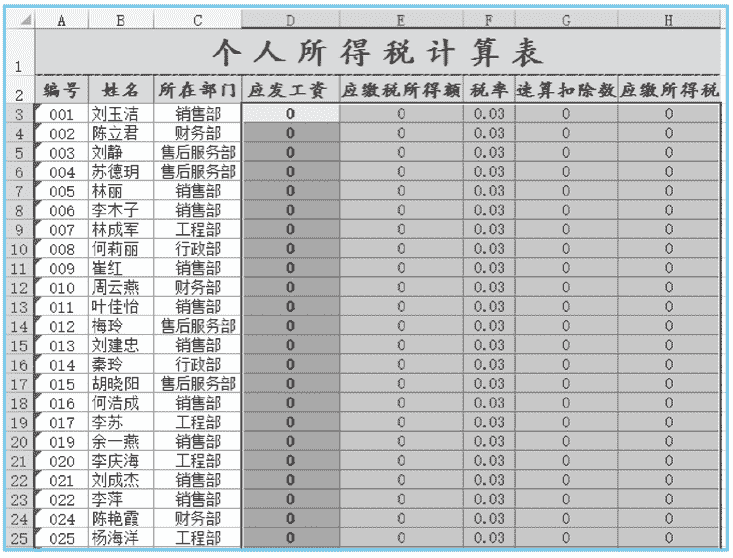 A B C D E F G H
1 个人所得税计算表
2 编号 姓名 所在部门 应发工资 应缴税所得额 税率 速算扣除数 应缴所得税
3 001 刘玉洁 销售部 0 0 0.03 0 0
4 002 陈立君 财务部 0 0 0.03 0 0
5 003 刘静 售后服务部 0 0 0.03 0 0
6 004 苏德玥 售后服务部 0 0 0.03 0 0
7 005 林丽 销售部 0 0 0.03 0 0
8 006 李木子 销售部 0 0 0.03 0 0
9 007 林成军 工程部 0 0 0.03 0 0
10 008 何莉丽 行政部 0 0 0.03 0 0
11 009 崔红 销售部 0 0 0.03 0 0
12 010 周云燕 财务部 0 0 0.03 0 0
13 011 叶佳怡 销售部 0 0 0.03 0 0
14 012 梅玲 售后服务部 0 0 0.03 0 0
15 013 刘建忠 销售部 0 0 0.03 0 0
16 014 秦玲 行政部 0 0 0.03 0 0
17 015 胡晓阳 售后服务部 0 0 0.03 0 0
18 016 何浩成 销售部 0 0 0.03 0 0
19 017 李苏 工程部 0 0 0.03 0 0
20 019 余一燕 销售部 0 0 0.03 0 0
21 020 李庆海 工程部 0 0 0.03 0 0
22 021 刘成杰 销售部 0 0 0.03 0 0
23 022 李萍 销售部 0 0 0.03 0 0
24 024 陈艳霞 财务部 0 0 0.03 0 0
25 025 杨海洋 工程部 0 0 0.03 0 0